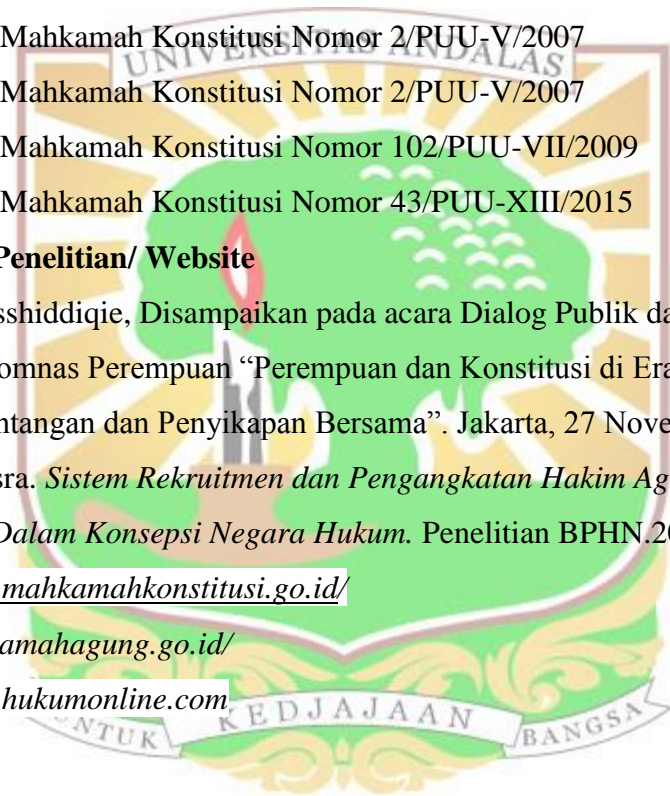 Mahkamah Konstitusi Nomor 2/PUU-V/2007
UNIVERSITAS ANDALAS
Mahkamah Konstitusi Nomor 2/PUU-V/2007
Mahkamah Konstitusi Nomor 102/PUU-VII/2009
Mahkamah Konstitusi Nomor 43/PUU-XIII/2015
Penelitian/ Website
sshiddiqie, Disampaikan pada acara Dialog Publik da
omnas Perempuan “Perempuan dan Konstitusi di Era
ntangan dan Penyikapan Bersama”. Jakarta, 27 Nove
sra. Sistem Rekruitmen dan Pengangkatan Hakim Ag
Dalam Konsepsi Negara Hukum. Penelitian BPHN.20
.mahkamahkonstitusi.go.id/
amahagung.go.id/
.hukumonline.com
UNTUK KEDJAJAAN BANGSA